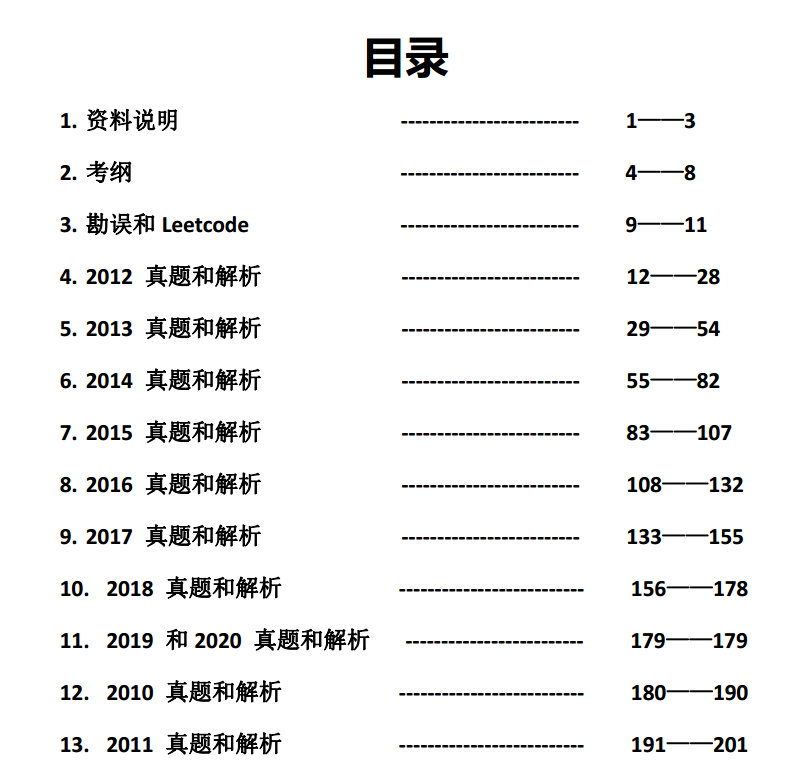 目录
1. 资料说明 ------------------------- 1——3
2. 考纲 ------------------------- 4——8
3. 勘误和 Leetcode ------------------------- 9——11
4. 2012 真题和解析 ------------------------- 12——28
5. 2013 真题和解析 ------------------------- 29——54
6. 2014 真题和解析 ------------------------- 55——82
7. 2015 真题和解析 ------------------------- 83——107
8. 2016 真题和解析 ------------------------- 108——132
9. 2017 真题和解析 ------------------------- 133——155
10. 2018 真题和解析 -------------------------- 156——178
11. 2019 和 2020 真题和解析 ------------------------- 179——179
12. 2010 真题和解析 -------------------------- 180——190
13. 2011 真题和解析 -------------------------- 191——201